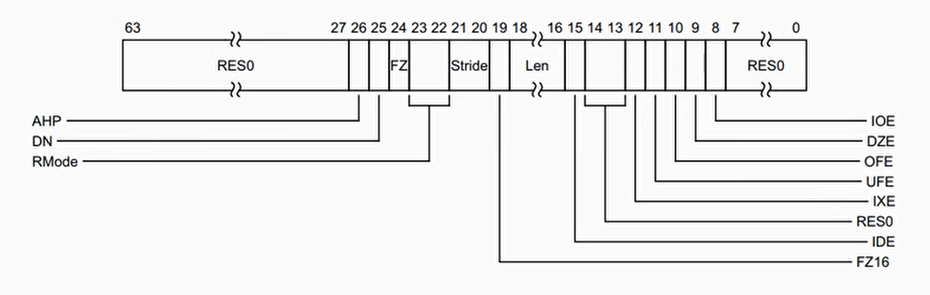 63 27 26 25 24 23 22 21 20 19 18 16 15 14 13 12 11 10 9 8 7 0
RES0 FZ Stride Len RES0
AHP IOE
DN DZE
RMode OFE
UFE
IXE
RES0
IDE
FZ16